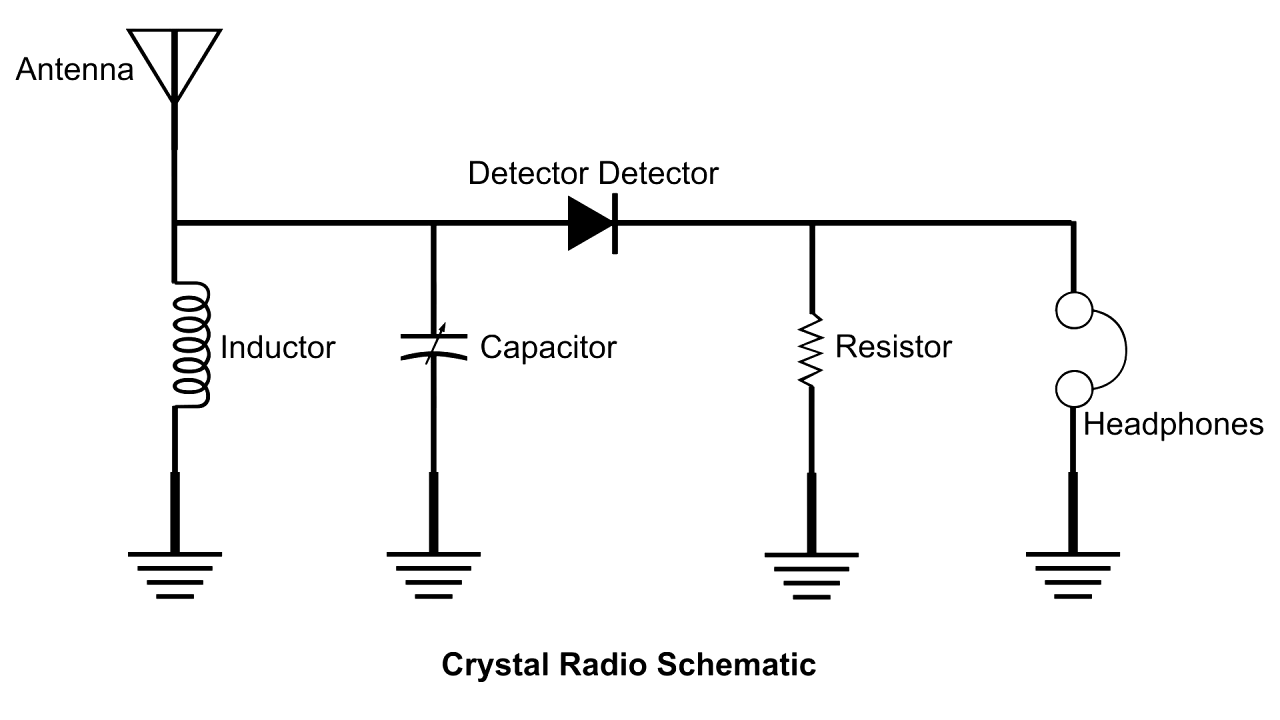 Antenna
Detector Detector
Inductor
Capacitor
Resistor
Headphones
Crystal Radio Schematic